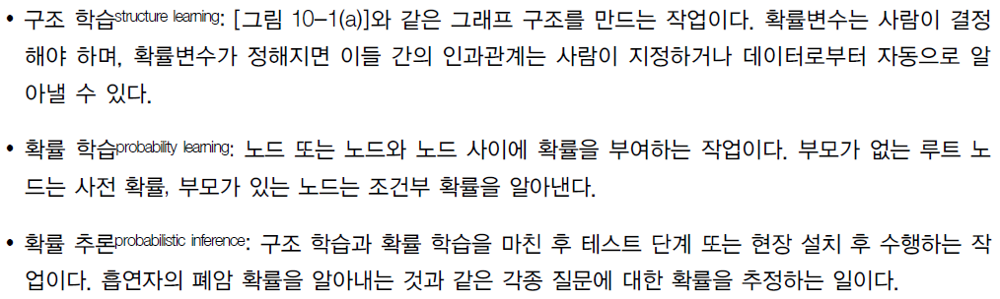 • 구조 학습structure learning: [그림 10-1(a)]와 같은 그래프 구조를 만드는 작업이다. 확률변수는 사람이 결정
해야 하며, 확률변수가 정해지면 이들 간의 인과관계는 사람이 지정하거나 데이터로부터 자동으로 알
아낼 수 있다.
• 확률 학습probability learning: 노드 또는 노드와 노드 사이에 확률을 부여하는 작업이다. 부모가 없는 루트 노
드는 사전 확률, 부모가 있는 노드는 조건부 확률을 알아낸다.
• 확률 추론probabilistic inference: 구조 학습과 확률 학습을 마친 후 테스트 단계 또는 현장 설치 후 수행하는 작
업이다. 흡연자의 폐암 확률을 알아내는 것과 같은 각종 질문에 대한 확률을 추정하는 일이다.